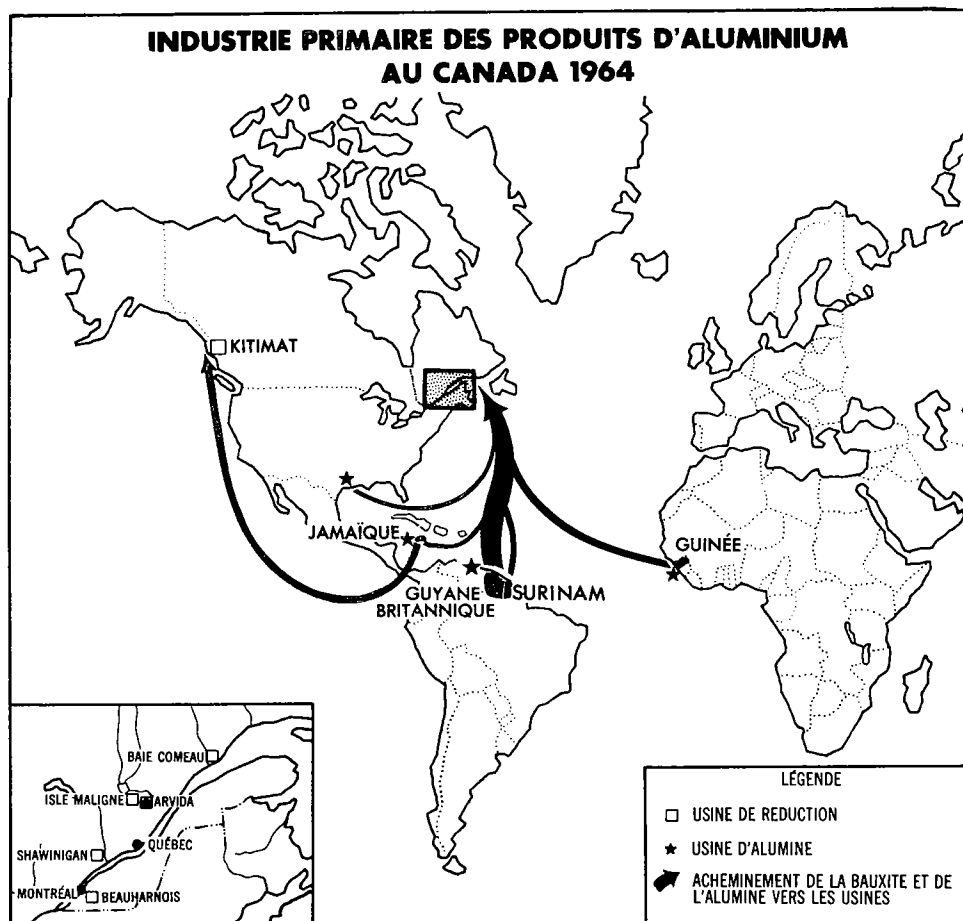 INDUSTRIE PRIMAIRE DES PRODUITS D'ALUMINIUM
AU CANADA 1964
KITIMAT
JAMAÏQUE
GUINÉE
GUYANE
BRITANNIQUE
SURINAM
BAIE COMEAU
ISLE MALIGNE
ARVIDA
QUÉBEC
SHAWINIGAN
MONTRÉAL
BEAUHARNOIS
LÉGENDE
USINE DE REDUCTION
USINE D'ALUMINE
ACHEMINEMENT DE LA BAUXITE ET DE
L'ALUMINE VERS LES USINES